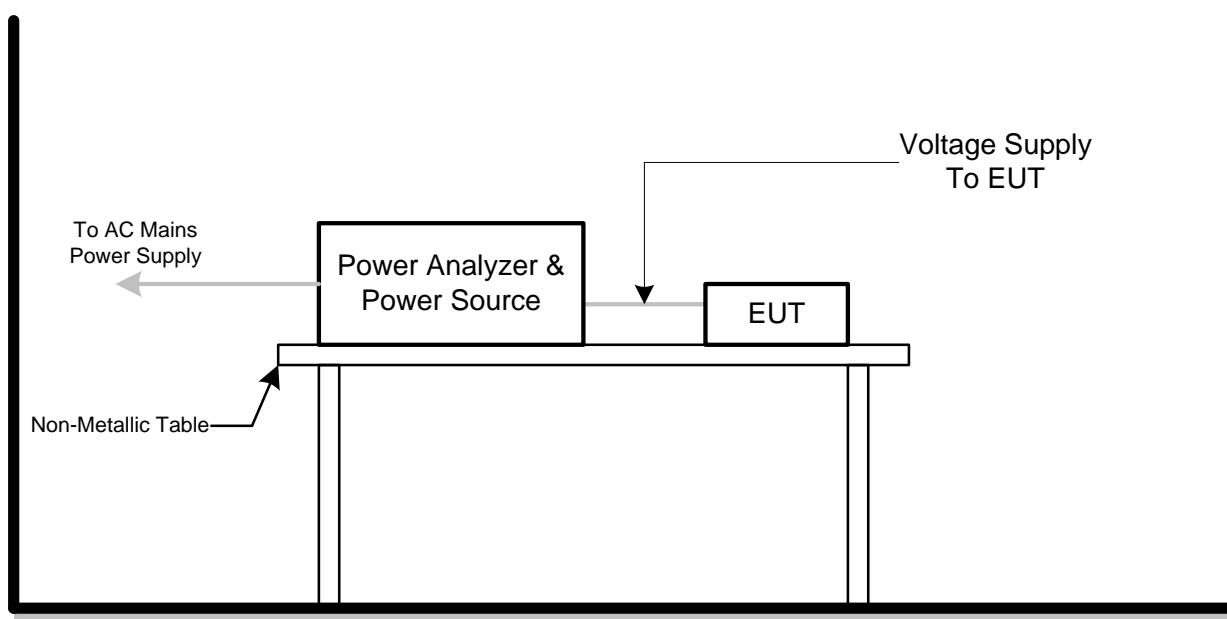 Voltage Supply
To EUT
To AC Mains
Power Supply
Power Analyzer &
Power Source
EUT
Non-Metallic Table